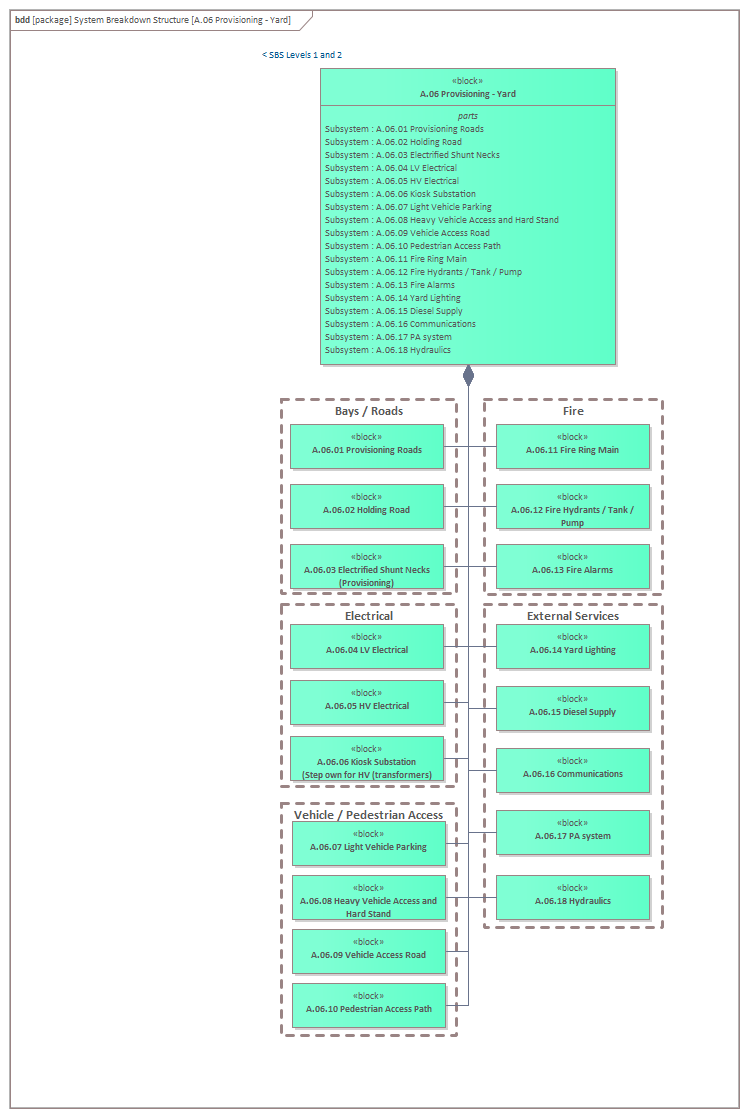 bdd [package] System Breakdown Structure [A.06 Provisioning - Yard]
< SBS Levels 1 and 2
«block»
A.06 Provisioning - Yard
parts
Subsystem : A.06.01 Provisioning Roads
Subsystem : A.06.02 Holding Road
Subsystem : A.06.03 Electrified Shunt Necks
Subsystem : A.06.04 LV Electrical
Subsystem : A.06.05 HV Electrical
Subsystem : A.06.06 Kiosk Substation
Subsystem : A.06.07 Light Vehicle Parking
Subsystem : A.06.08 Heavy Vehicle Access and Hard Stand
Subsystem : A.06.09 Vehicle Access Road
Subsystem : A.06.10 Pedestrian Access Path
Subsystem : A.06.11 Fire Ring Main
Subsystem : A.06.12 Fire Hydrants / Tank / Pump
Subsystem : A.06.13 Fire Alarms
Subsystem : A.06.14 Yard Lighting
Subsystem : A.06.15 Diesel Supply
Subsystem : A.06.16 Communications
Subsystem : A.06.17 PA system
Subsystem : A.06.18 Hydraulics
Bays / Roads
«block»
A.06.01 Provisioning Roads
«block»
A.06.02 Holding Road
«block»
A.06.03 Electrified Shunt Necks
(Provisioning)
Electrical
«block»
A.06.04 LV Electrical
«block»
A.06.05 HV Electrical
«block»
A.06.06 Kiosk Substation
(Step own for HV (transformers)
Vehicle / Pedestrian Access
«block»
A.06.07 Light Vehicle Parking
«block»
A.06.08 Heavy Vehicle Access and
Hard Stand
«block»
A.06.09 Vehicle Access Road
«block»
A.06.10 Pedestrian Access Path
Fire
«block»
A.06.11 Fire Ring Main
«block»
A.06.12 Fire Hydrants / Tank /
Pump
«block»
A.06.13 Fire Alarms
External Services
«block»
A.06.14 Yard Lighting
«block»
A.06.15 Diesel Supply
«block»
A.06.16 Communications
«block»
A.06.17 PA system
«block»
A.06.18 Hydraulics